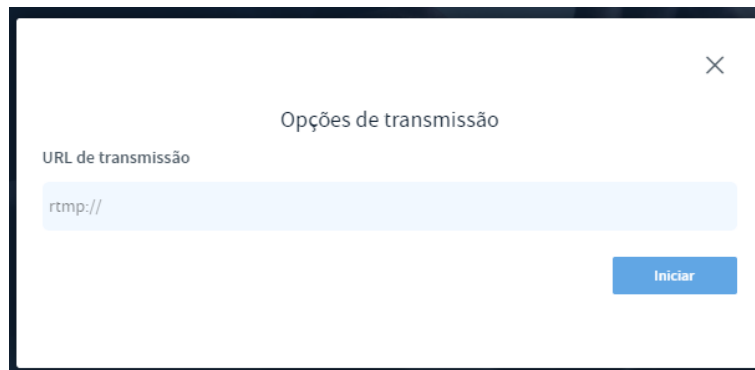 Opções de transmissão
URL de transmissão
rtmp://
Iniciar